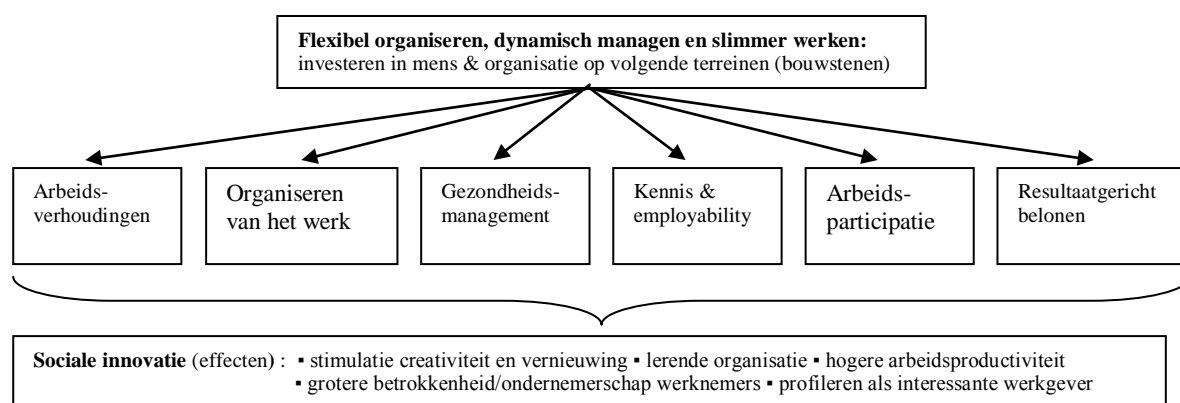 Flexibel organiseren, dynamisch managen en slimmer werken:
investeren in mens & organisatie op volgende terreinen (bouwstenen)
Arbeids-
verhoudingen
Organiseren
van het werk
Gezondheids-
management
Kennis &
employability
Arbeids-
participatie
Resultaatgericht
belonen
Sociale innovatie (effecten) : ▪ stimulatie creativiteit en vernieuwing ▪ lerende organisatie ▪ hogere arbeidsproductiviteit
▪ grotere betrokkenheid/ondernemerschap werknemers ▪ profileren als interessante werkgever